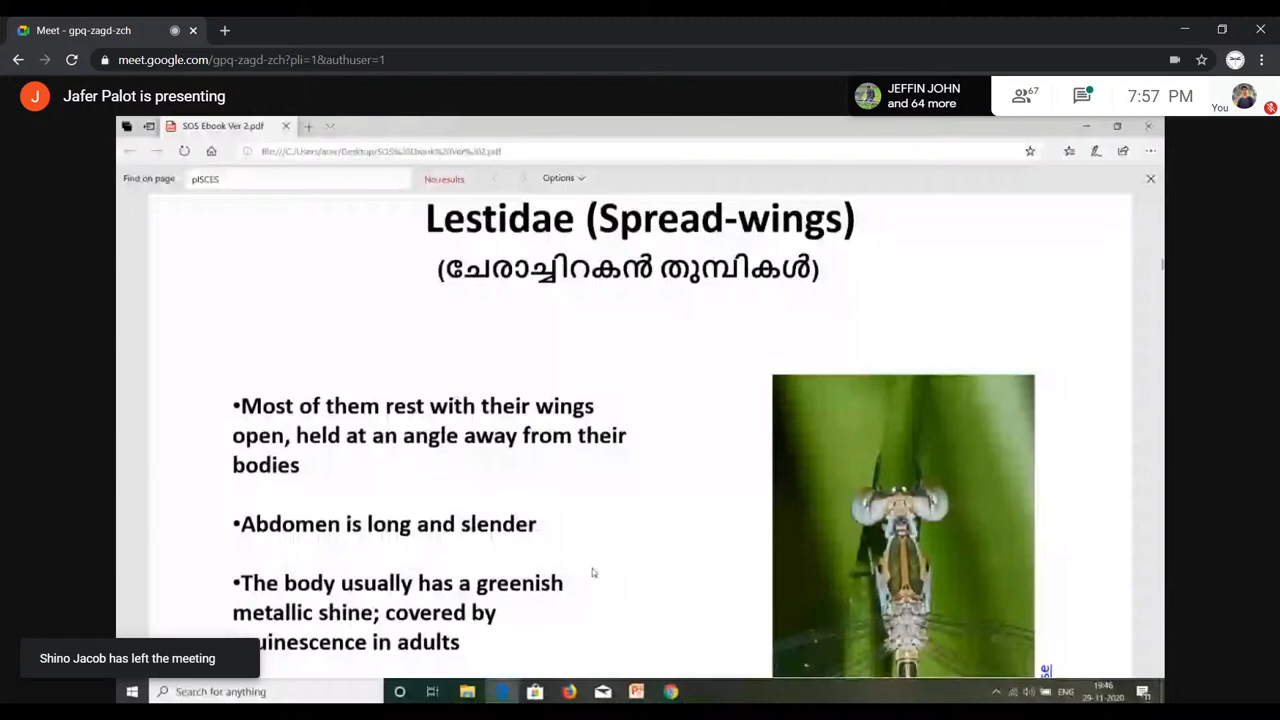 Meet - gpq-zagd-zch
meet.google.com/gpq-zagd-zch?pli=1&authuser=1
J
Jafer Palot is presenting
JEFFIN JOHN
and 64 more
67
7:57 PM
You
SOS Ebook Ver 2.pdf
Find on page
pISCES
No results
Options
Lestidae (Spread-wings)
(ചേരാച്ചിറകൻ തുമ്പികൾ)
•Most of them rest with their wings
open, held at an angle away from their
bodies
•Abdomen is long and slender
•The body usually has a greenish
metallic shine; covered by
uinescence in adults
Shino Jacob has left the meeting
Search for anything
ENG
19:46
29-11-2020